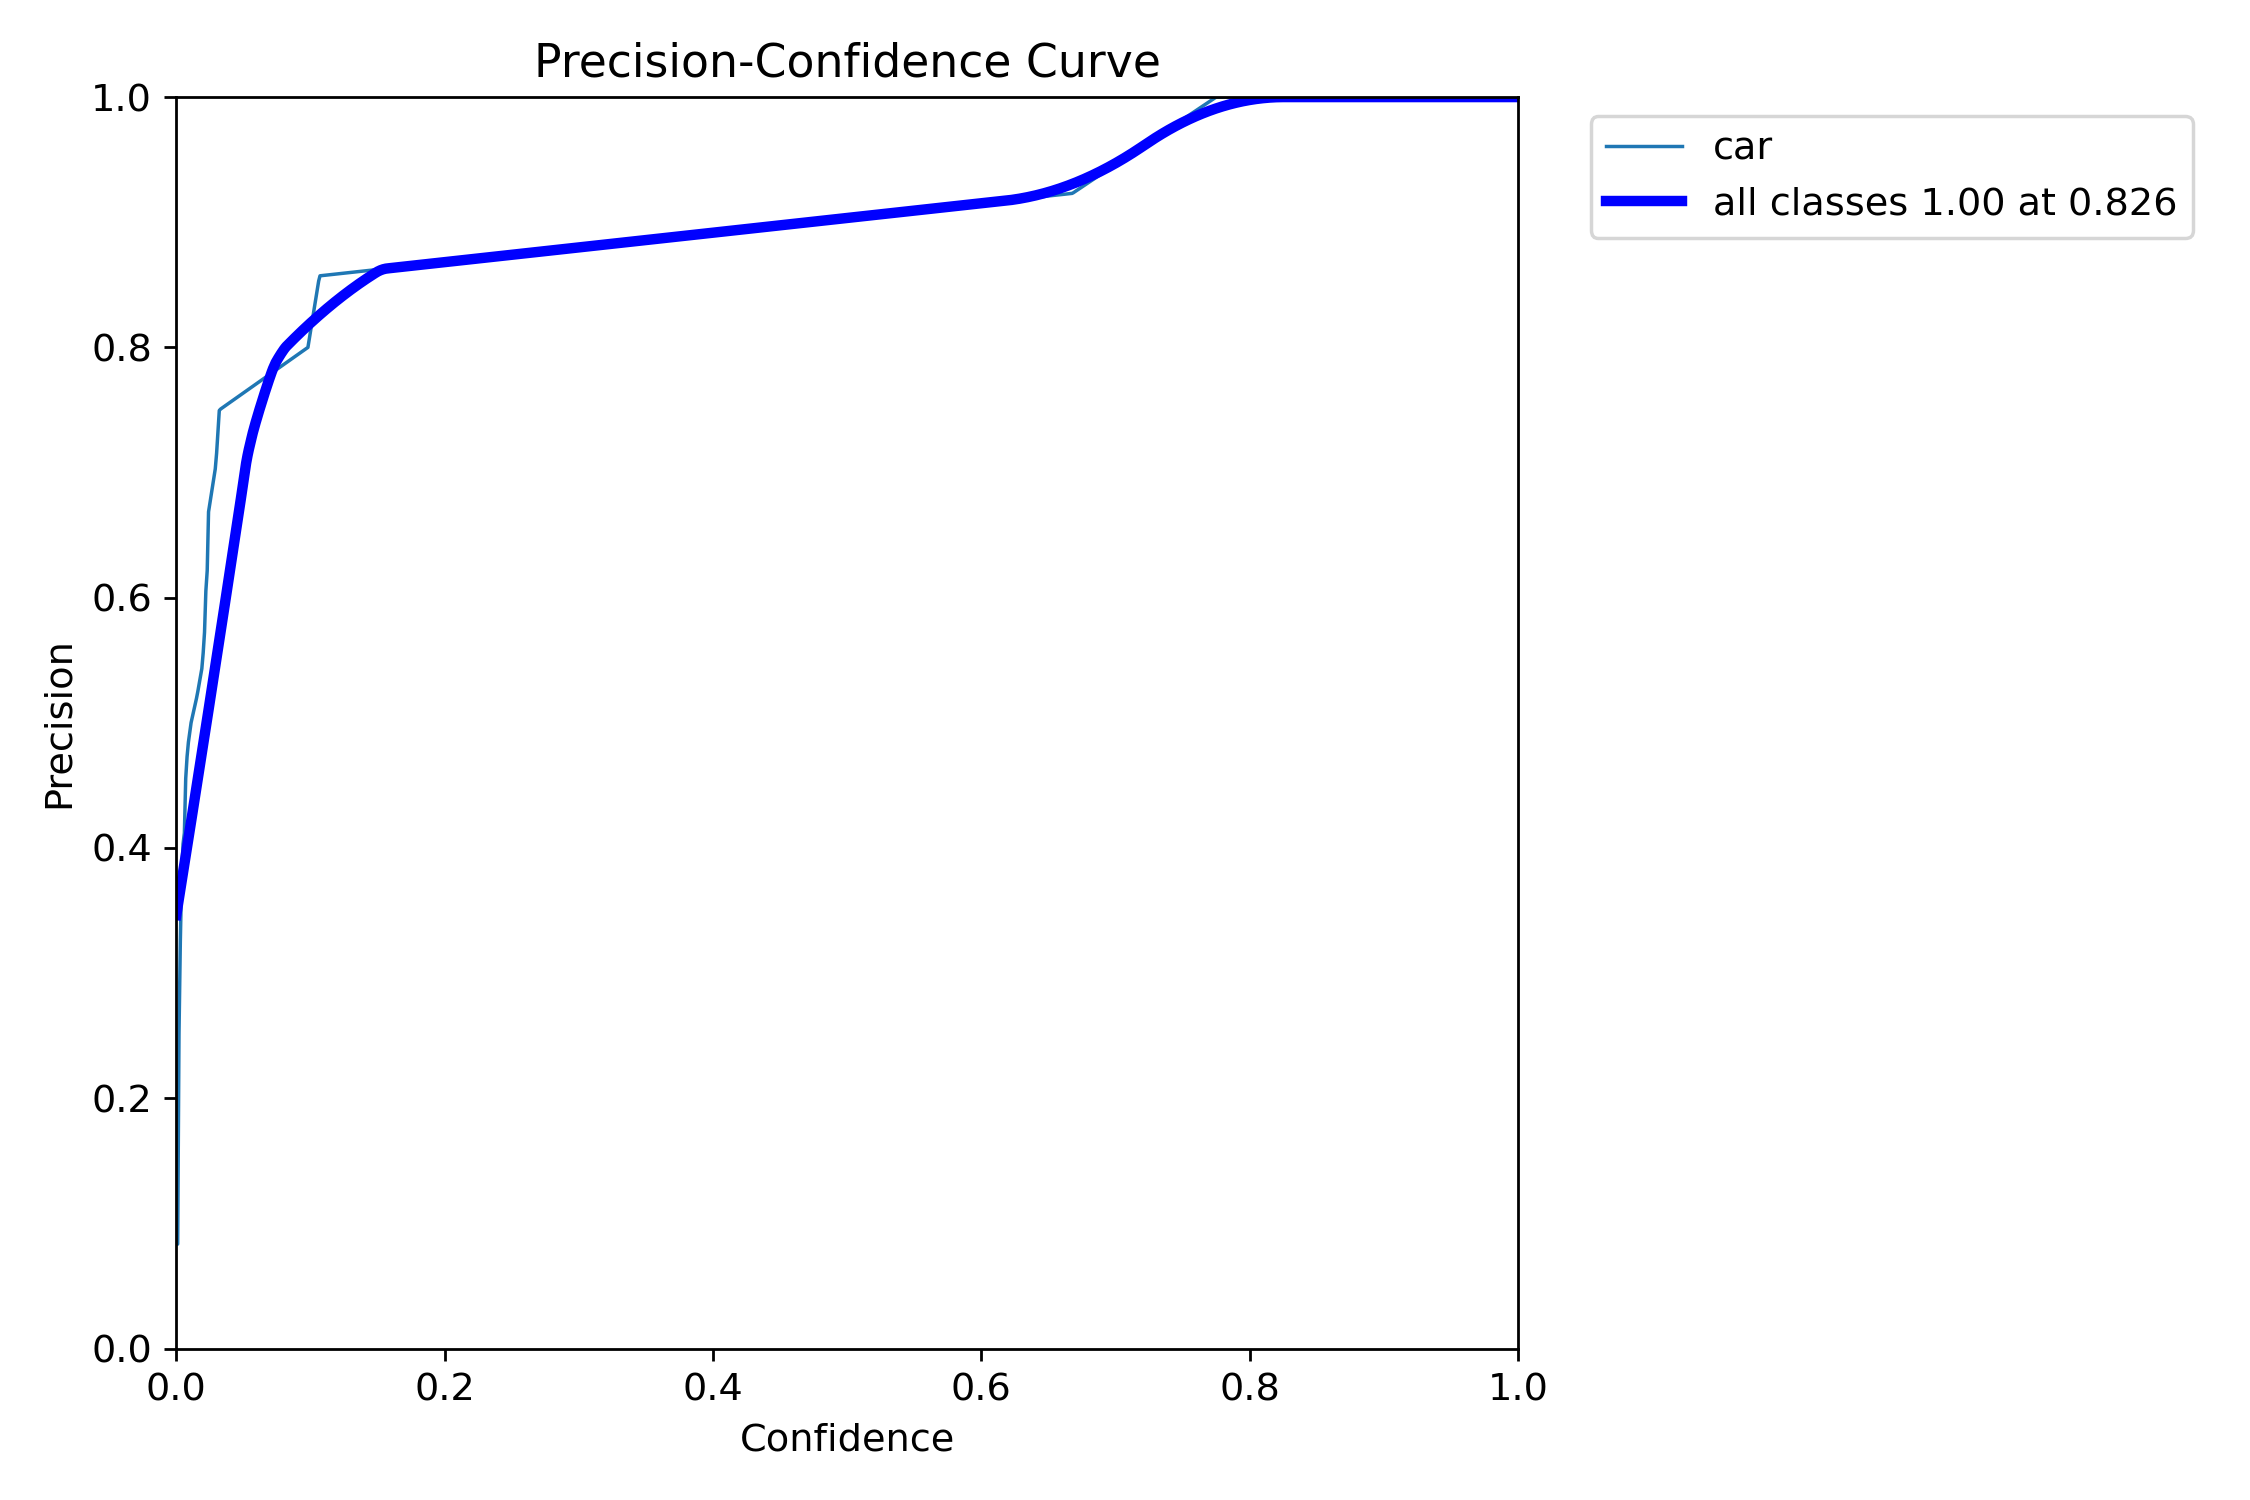 Precision-Confidence Curve
1.0
0.8
0.6
0.4
0.2
0.0
Precision
0.0 0.2 0.4 0.6 0.8 1.0
Confidence
car
all classes 1.00 at 0.826